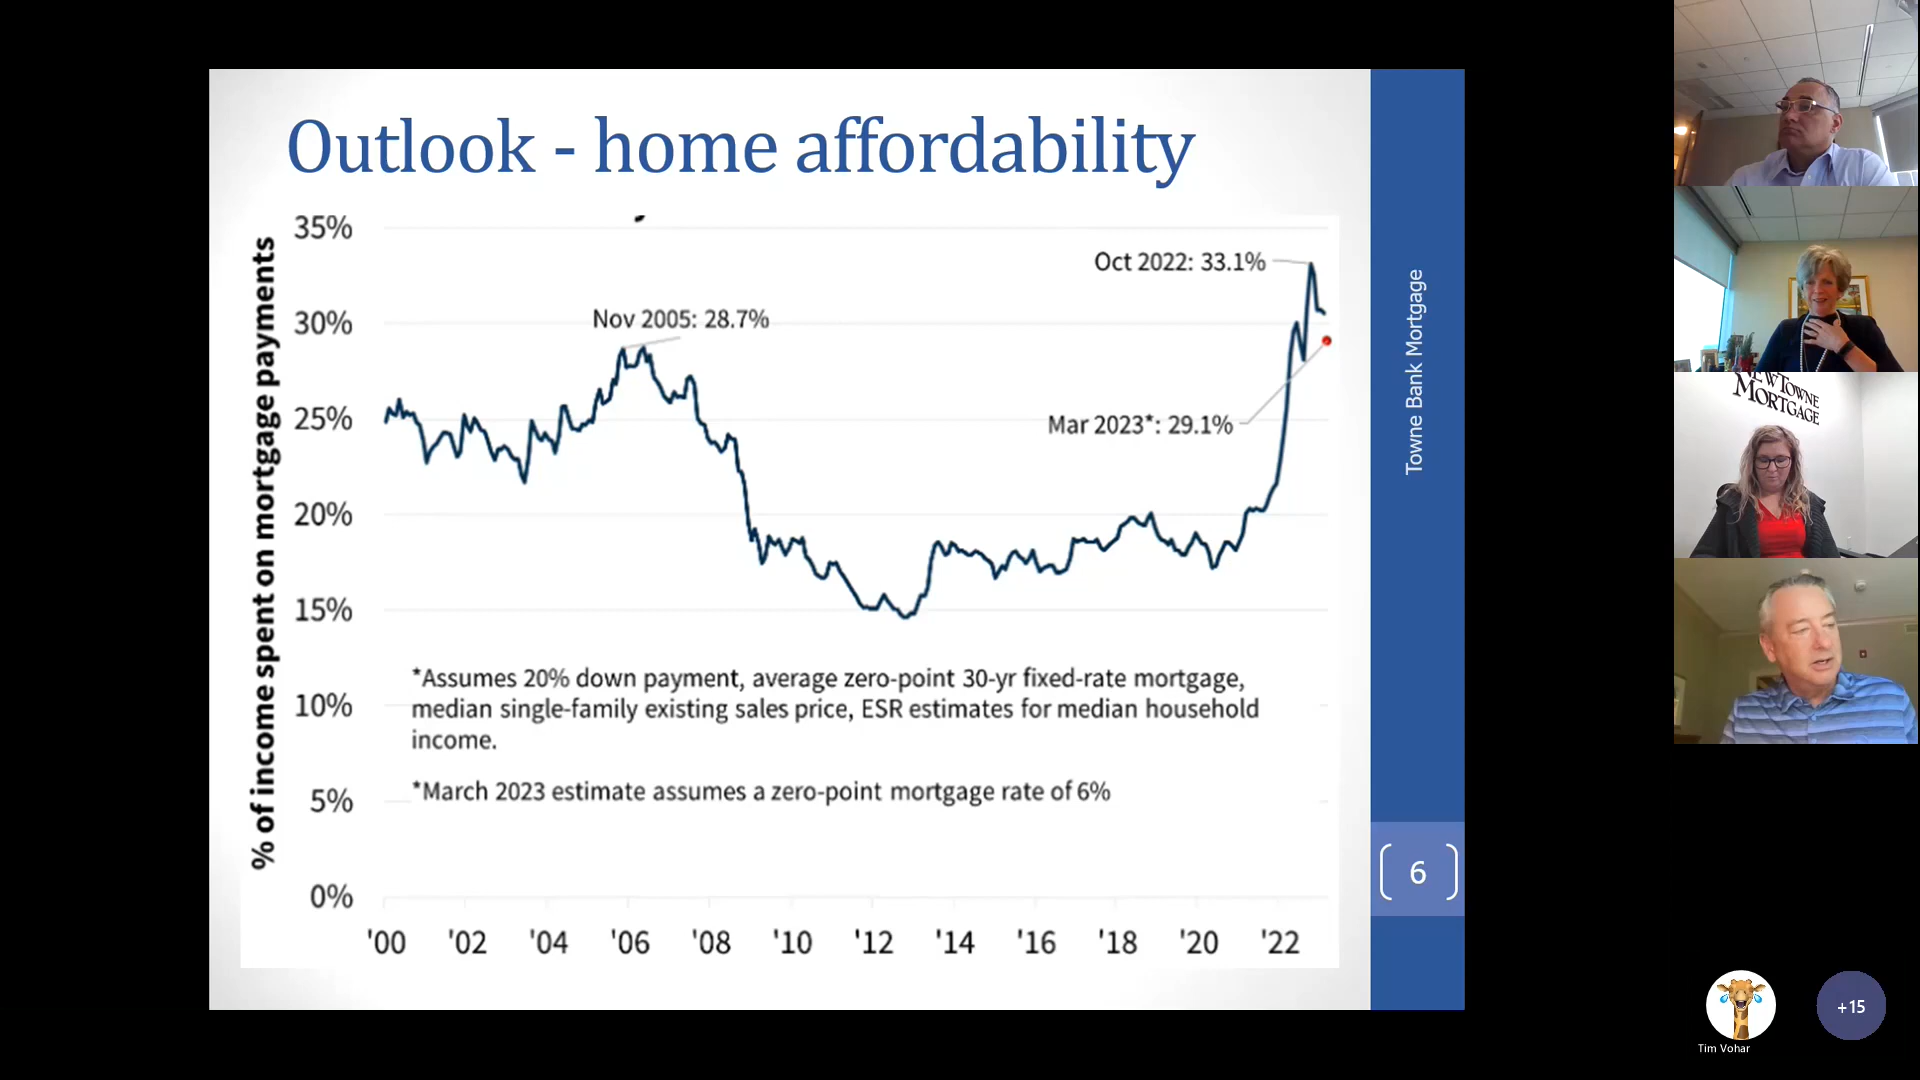 Outlook - home affordability
% of income spent on mortgage payments
35%
30%
25%
20%
15%
10%
5%
0%
Oct 2022: 33.1%
Nov 2005: 28.7%
Mar 2023*: 29.1%
*Assumes 20% down payment, average zero-point 30-yr fixed-rate mortgage,
median single-family existing sales price, ESR estimates for median household
income.
*March 2023 estimate assumes a zero-point mortgage rate of 6%
'00 '02 '04 '06 '08 '10 '12 '14 '16 '18 '20 '22
Towne Bank Mortgage
6
MORTGAGE
Tim Vohar
+15